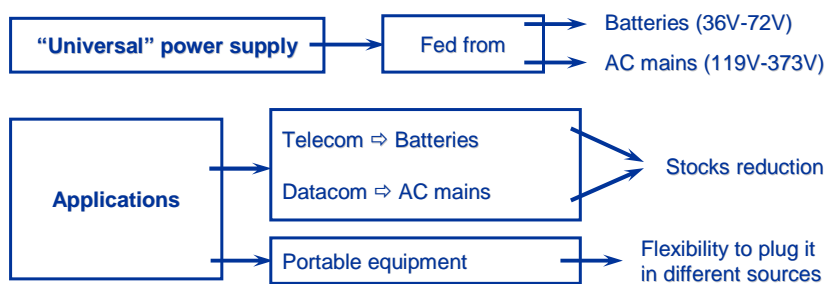 “Universal” power supply
Fed from
Batteries (36V-72V)
AC mains (119V-373V)
Applications
Telecom ⇨ Batteries
Datacom ⇨ AC mains
Stocks reduction
Portable equipment
Flexibility to plug it
in different sources